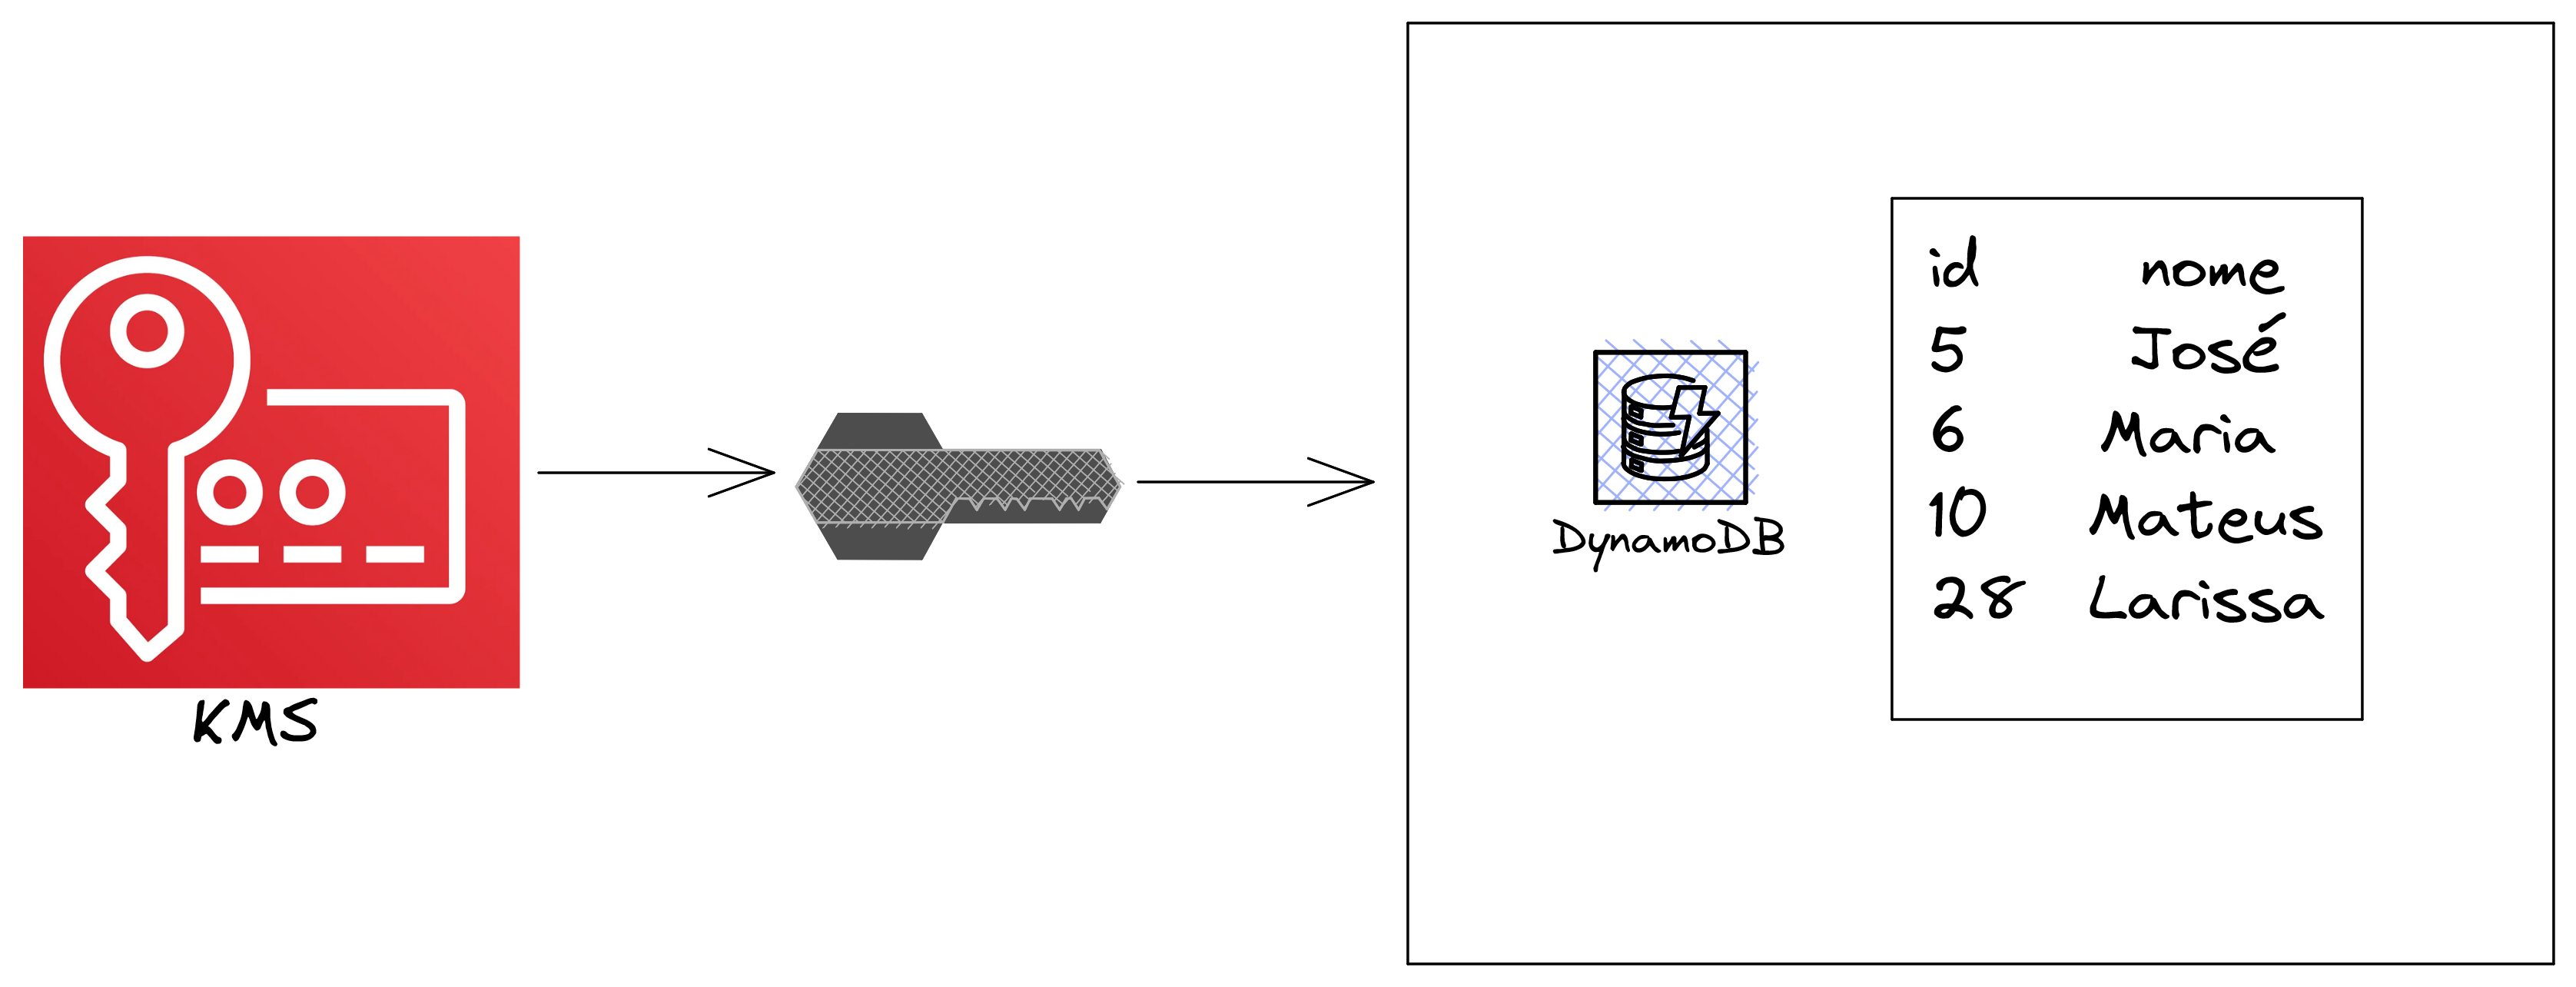 KMS
DynamoDB
id nome
5 José
6 Maria
10 Mateus
28 Larissa